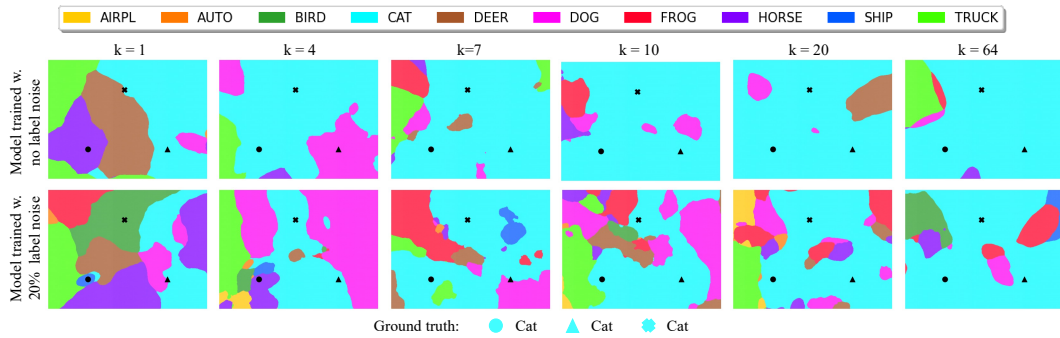 AIRPL AUTO BIRD CAT DEER DOG FROG HORSE SHIP TRUCK
k = 1 k = 4 k=7 k = 10 k = 20 k = 64
Model trained w.
no label noise
Model trained w.
20% label noise
Ground truth: Cat Cat Cat